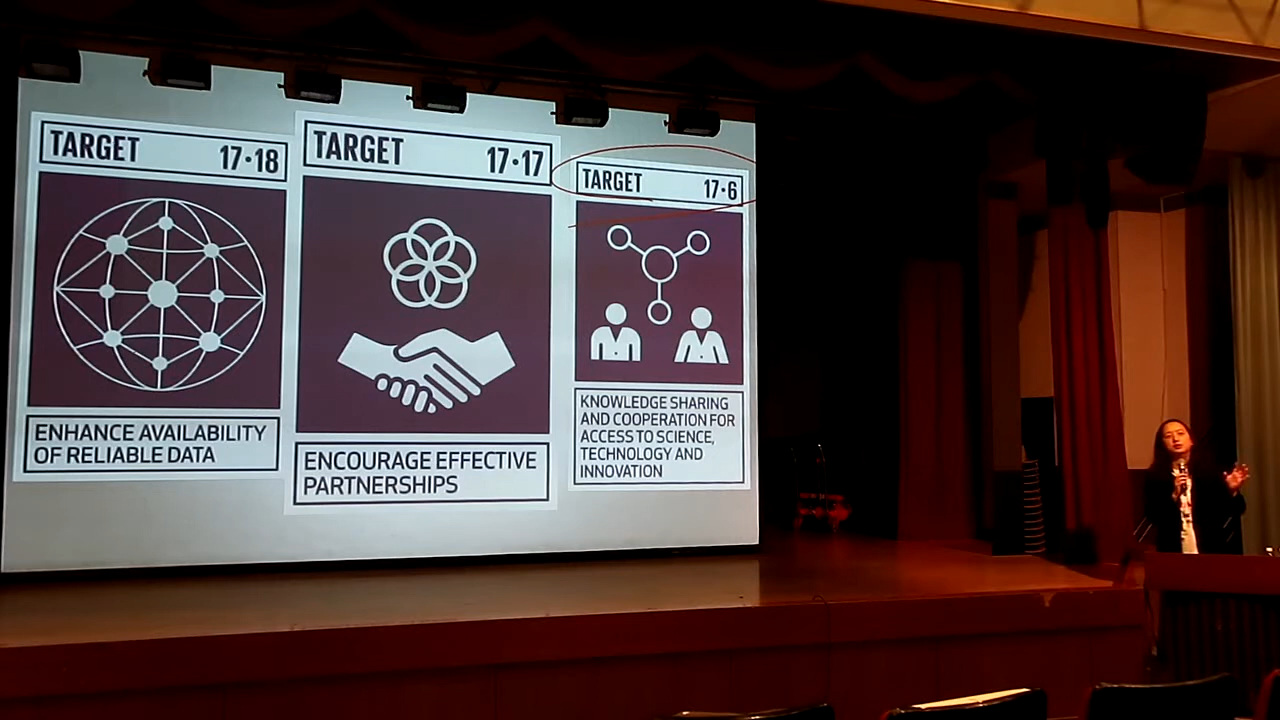 TARGET 17·18
ENHANCE AVAILABILITY
OF RELIABLE DATA
TARGET 17·17
ENCOURAGE EFFECTIVE
PARTNERSHIPS
TARGET 17·6
KNOWLEDGE SHARING
AND COOPERATION FOR
ACCESS TO SCIENCE,
TECHNOLOGY AND
INNOVATION